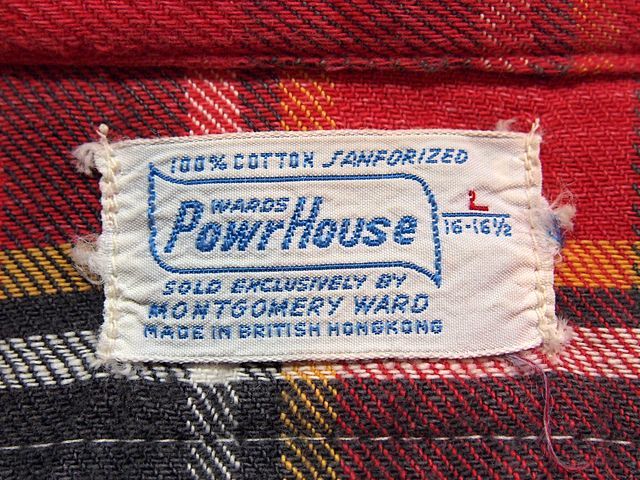 100% COTTON SANFORIZED
WARDS
PowrHouse
L
16-16½
SOLD EXCLUSIVELY BY
MONTGOMERY WARD
MADE IN BRITISH HONGKONG